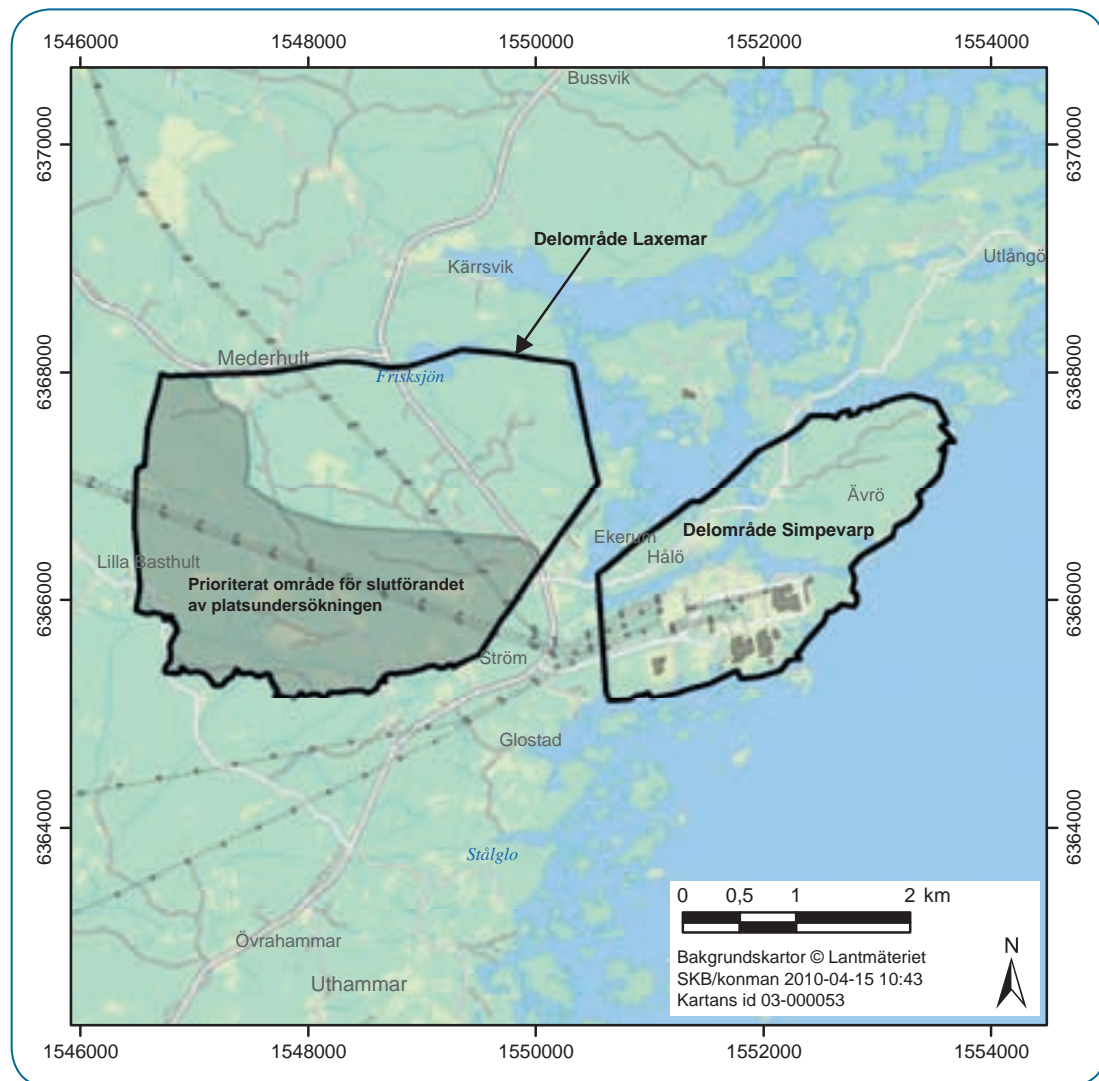 1546000 1548000 1550000 1552000 1554000
Bussvik
6370000 6370000
Delområde Laxemar
Utlångö
Kärrsvik
Mederhult
6368000 6368000
Frisksjön
Ävrö
Delområde Simpevarp
Ekerum
Hålö
Lilla Basthult
Prioriterat område för slutförandet
av platsundersökningen
6366000 6366000
Ström
Glostad
6364000 6364000
Stålglo
0 0,5 1 2 km
Övrahammar
Uthammar
Bakgrundskartor © Lantmäteriet
SKB/konman 2010-04-15 10:43
Kartans id 03-000053
N
1546000 1548000 1550000 1552000 1554000